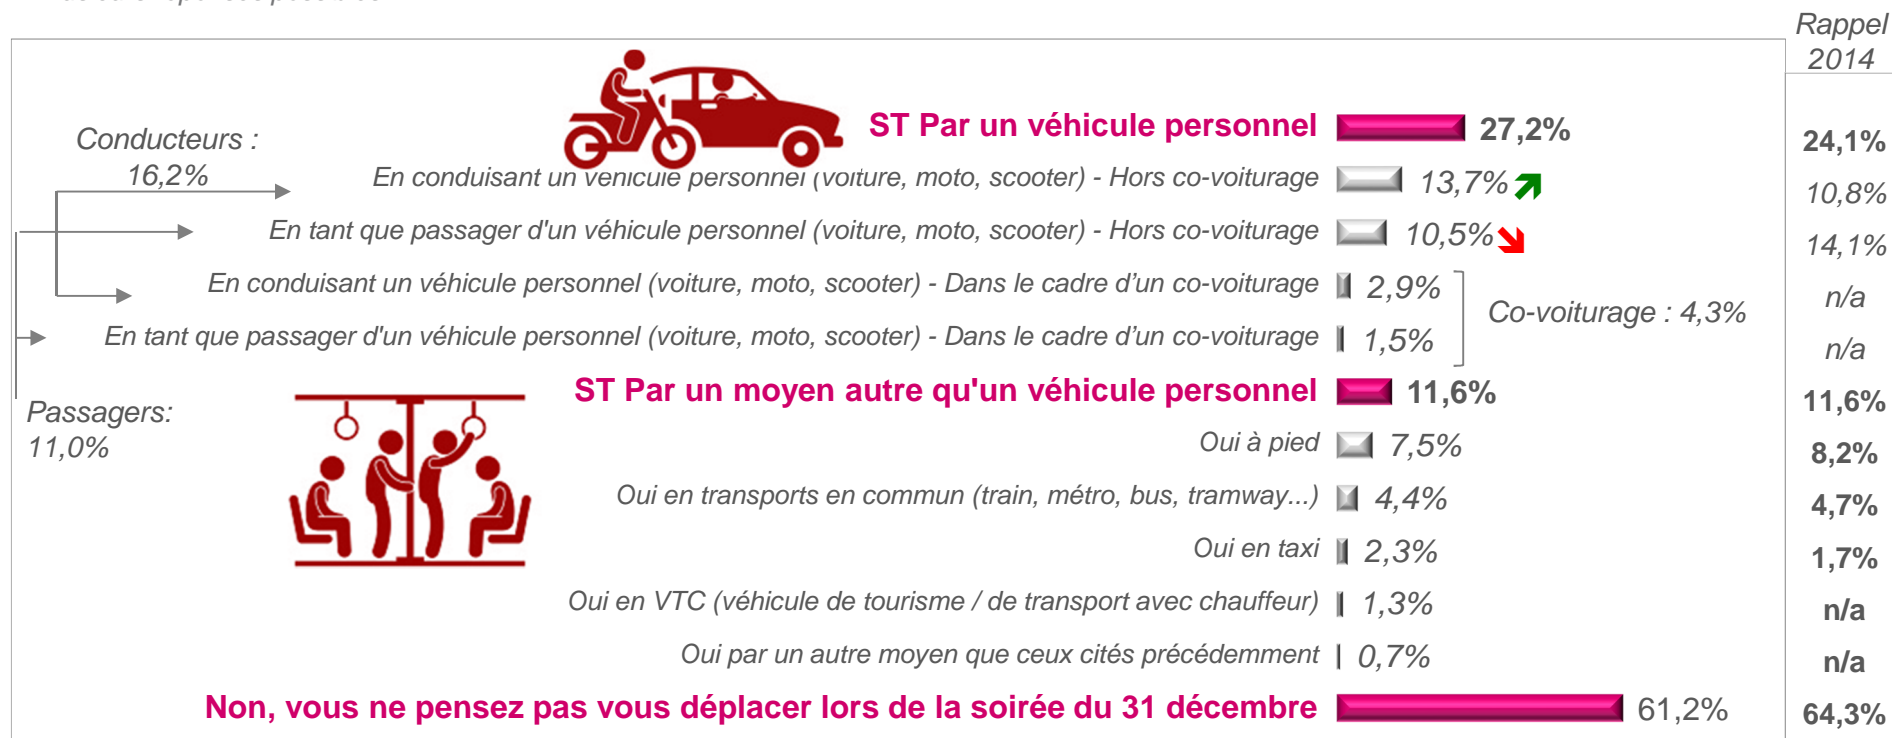 Rappel
2014
ST Par un véhicule personnel 27,2% 24,1%
Conducteurs :
16,2%
En conduisant un véhicule personnel (voiture, moto, scooter) - Hors co-voiturage 13,7% 10,8%
En tant que passager d'un véhicule personnel (voiture, moto, scooter) - Hors co-voiturage 10,5% 14,1%
En conduisant un véhicule personnel (voiture, moto, scooter) - Dans le cadre d’un co-voiturage 2,9% n/a
Co-voiturage : 4,3%
En tant que passager d'un véhicule personnel (voiture, moto, scooter) - Dans le cadre d’un co-voiturage 1,5% n/a
ST Par un moyen autre qu'un véhicule personnel 11,6% 11,6%
Passagers:
11,0%
Oui à pied 7,5% 8,2%
Oui en transports en commun (train, métro, bus, tramway...) 4,4% 4,7%
Oui en taxi 2,3% 1,7%
Oui en VTC (véhicule de tourisme / de transport avec chauffeur) 1,3% n/a
Oui par un autre moyen que ceux cités précédemment 0,7% n/a
Non, vous ne pensez pas vous déplacer lors de la soirée du 31 décembre 61,2% 64,3%